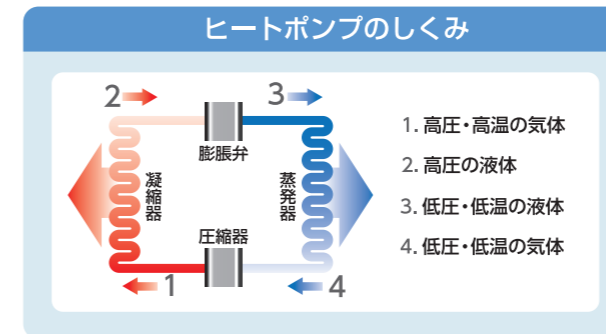 ヒートポンプのしくみ
2
3
膨脹弁
凝縮器
蒸発器
圧縮器
1
4
1. 高圧・高温の気体
2. 高圧の液体
3. 低圧・低温の液体
4. 低圧・低温の気体